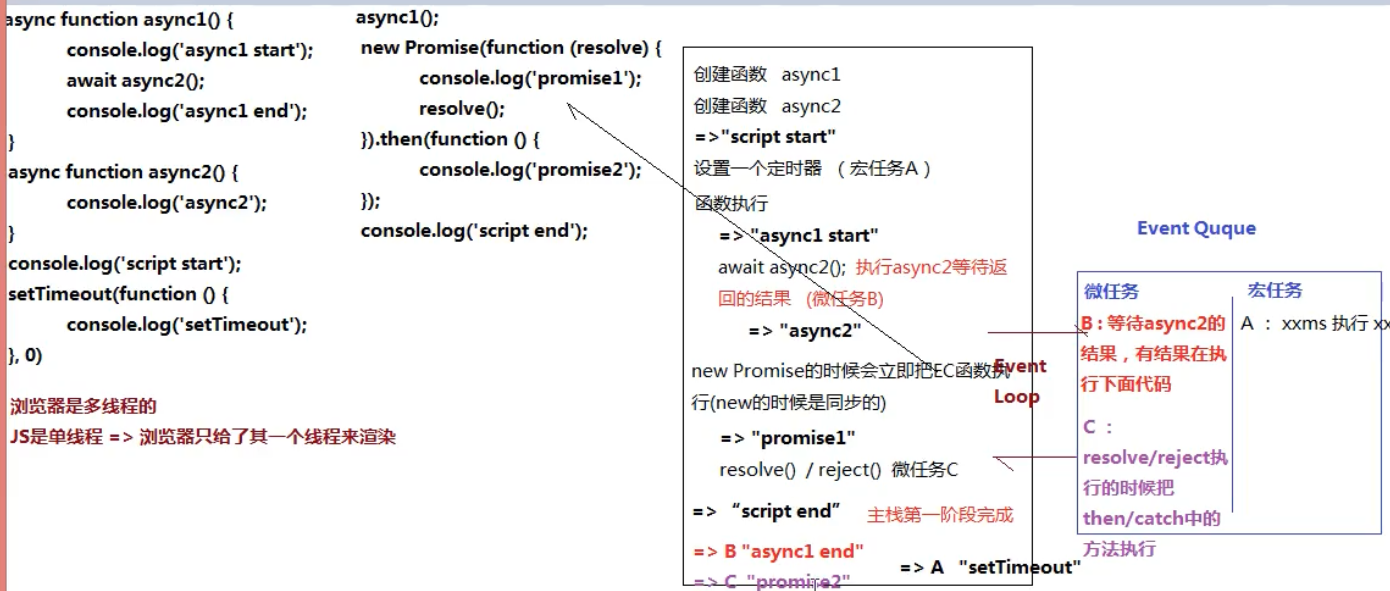 async function async1() {
console.log('async1 start');
await async2();
console.log('async1 end');
}
async function async2() {
console.log('async2');
}
console.log('script start');
setTimeout(function () {
console.log('setTimeout');
}, 0)
浏览器是多线程的
JS是单线程 => 浏览器只给了其一个线程来渲染
async1();
new Promise(function (resolve) {
console.log('promise1');
resolve();
}).then(function () {
console.log('promise2');
});
console.log('script end');
创建函数 async1
创建函数 async2
=>"script start"
设置一个定时器 （宏任务A）
函数执行
=> "async1 start"
await async2(); 执行async2等待返
回的结果 (微任务B)
=> "async2"
new Promise的时候会立即把EC函数执
行(new的时候是同步的)
=> "promise1"
resolve() / reject() 微任务C
=> “script end” 主栈第一阶段完成
=> B "async1 end"
=> C "promise2"
=> A "setTimeout"
Event
Loop
Event Quque
微任务
B : 等待async2的
结果，有结果在执
行下面代码
C ：
resolve/reject执
行的时候把
then/catch中的
方法执行
宏任务
A ： xxms 执行 xx